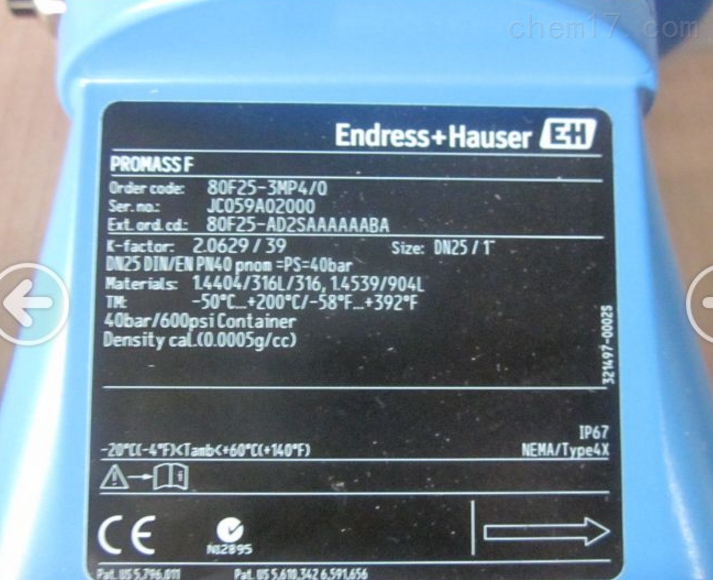 chem17.com
Endress+Hauser EH
PROMASS F
Order code: 80F25-3MP4/0
Ser.no.: JC059A02000
Ext.ord.cd.: 80F25-AD2SAAAAAABA
K-factor: 2.0629 / 39 Size: DN25 / 1"
DN25 DIN/EN PN40 pnom =PS=40bar
Materials: 1.4404/316L/316, 1.4539/904L
TM: -50°C...+200°C/-58°F...+392°F
40bar/600psi Container
Density cal.(0.0005g/cc)
321497-0002S
IP67
-20°C(-4°F)<Tamb<+60°C(+140°F) NEMA/Type4X
CE
N12895
Pat. US 5,796,011 Pat. US 5,610,342 6,591,656